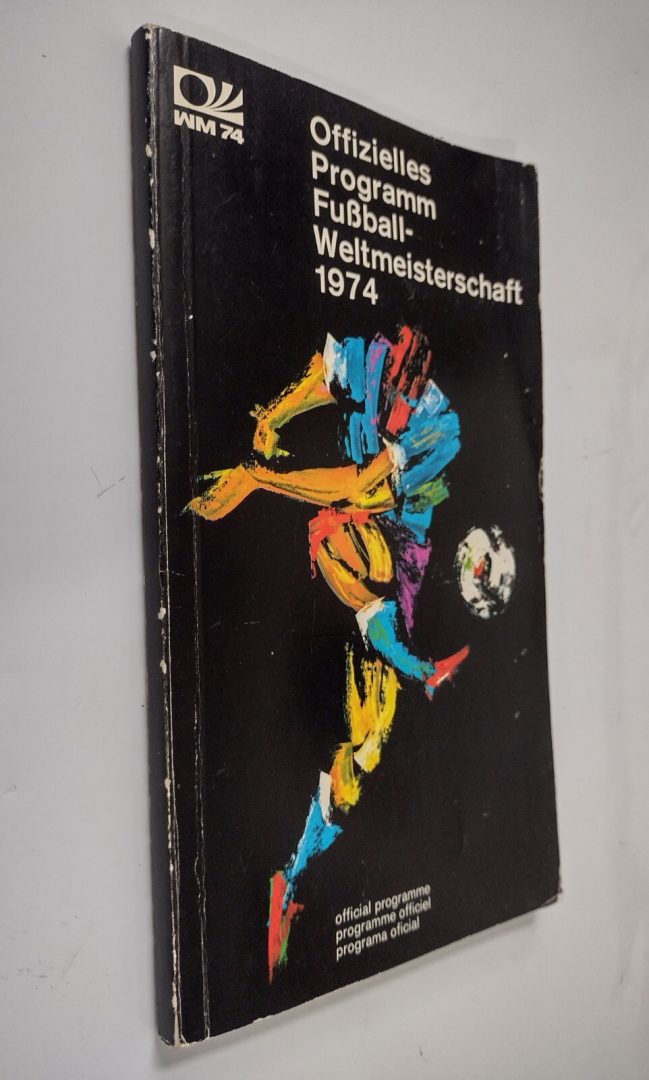 WM 74
Offizielles
Programm
Fußball-
Weltmeisterschaft
1974
official programme
programme officiel
programa oficial